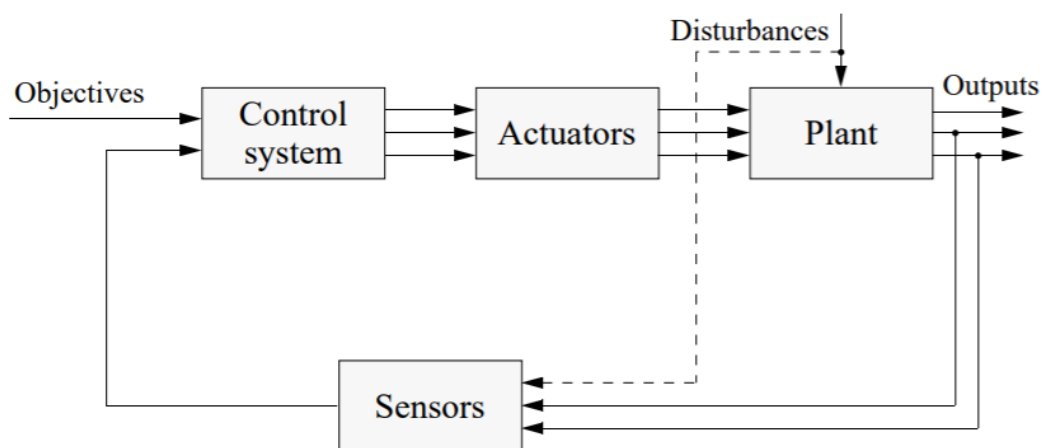 Disturbances
Objectives
Control
system
Actuators
Plant
Outputs
Sensors